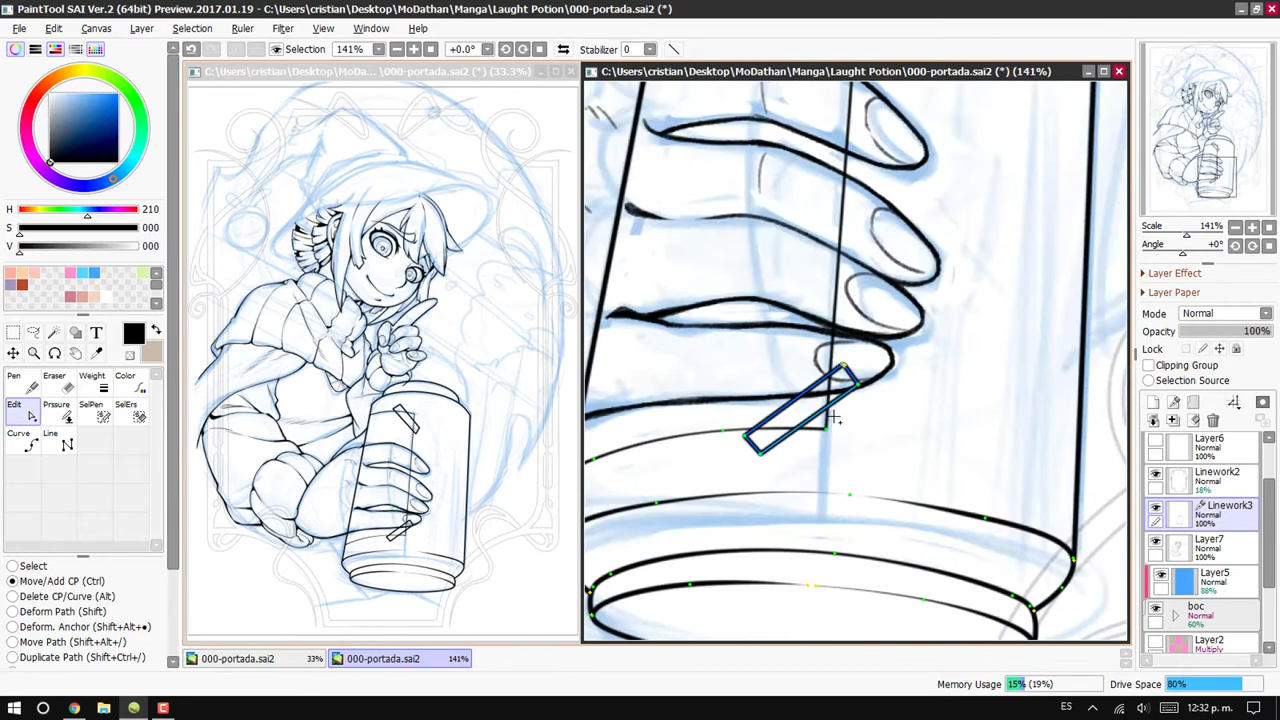 PaintTool SAI Ver.2 (64bit) Preview.2017.01.19 - C:\Users\cristian\Desktop\MoDathan\Manga\Laught Potion\000-portada.sai2 (*)
File Edit Canvas Layer Selection Ruler Filter View Window Help
Selection 141% +0.0° Stabilizer 0
C:\Users\cristian\Desktop\MoDa... \000-portada.sai2 (*) (33.3%)
C:\Users\cristian\Desktop\MoDathan\Manga\Laught Potion\000-portada.sai2 (*) (141%)
H 210
S 000
V 000
T
Pen Eraser Weight Color
Edit Prssure SelPen SelErs
Curve Line
Select
Move/Add CP (Ctrl)
Delete CP/Curve (Alt)
Deform Path (Shift)
Deform. Anchor (Shift+Alt+●)
Move Path (Shift+Alt+/)
Duplicate Path (Shift+Ctrl+/)
Scale 141%
Angle +0°
Layer Effect
Layer Paper
Mode Normal
Opacity 100%
Lock
Clipping Group
Selection Source
Layer6
Normal
100%
Linework2
Normal
18%
Linework3
Normal
100%
Layer7
Normal
100%
Layer5
Normal
88%
boc
Normal
60%
Layer2
Multiply
000-portada.sai2 33%
000-portada.sai2 141%
Memory Usage 15% (19%) Drive Space 80%
ES 12:32 p. m.